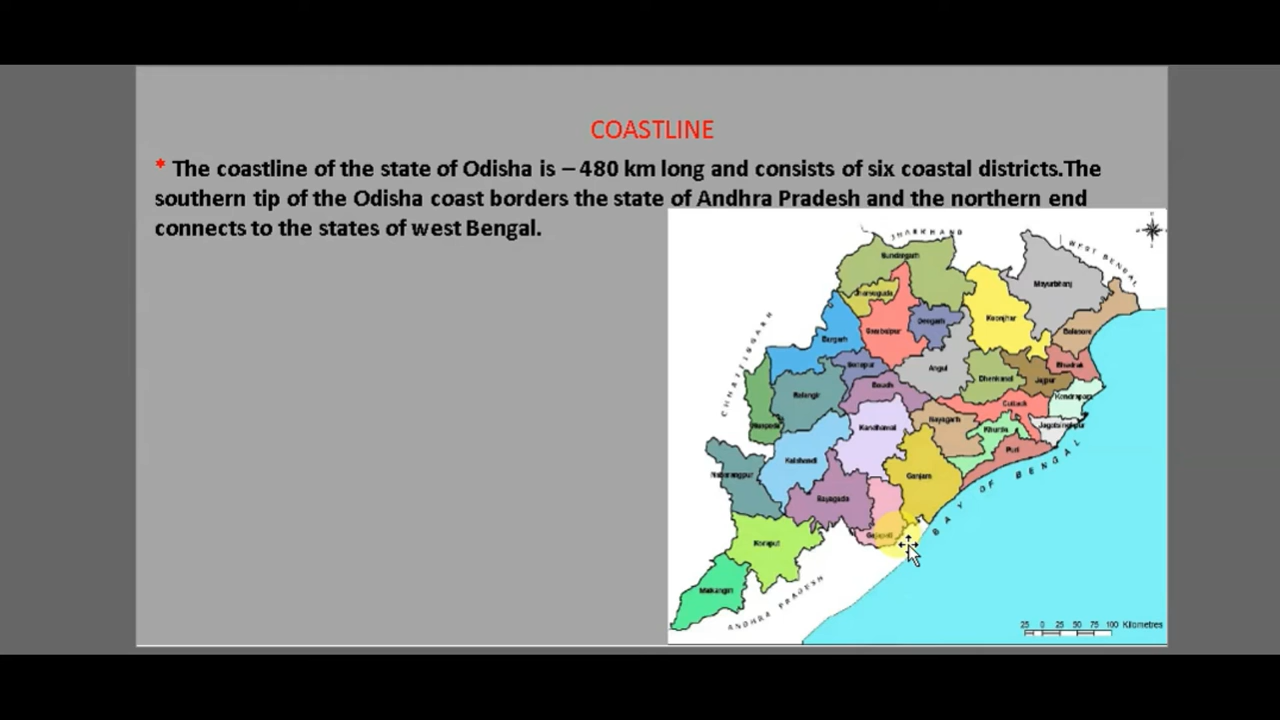 COASTLINE
* The coastline of the state of Odisha is – 480 km long and consists of six coastal districts.The
southern tip of the Odisha coast borders the state of Andhra Pradesh and the northern end
connects to the states of west Bengal.
JHARKHAND
WEST BENGAL
Sundargarh
Mayurbhanj
Jharsuguda
Keonjhar
Deogarh
Sambalpur
Balasore
CHHATTISGARH
Bargarh
Bhadrak
Sonepur
Angul
Dhenkanal
Jajpur
Boudh
Balangir
Kendrapara
Cuttack
Nayagarh
Nuapada
Kandhamal
Khurda
Jagatsinghpur
Puri
Kalahandi
Nabarangpur
Ganjam
BAY OF BENGAL
Rayagada
Gajapati
Koraput
Malkangiri
ANDHRA PRADESH
25 0 25 50 75 100 Kilometres